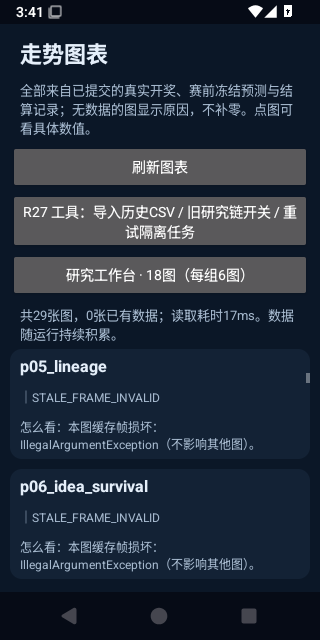 3:41
走势图表
全部来自已提交的真实开奖、赛前冻结预测与结
算记录；无数据的图显示原因，不补零。点图可
看具体数值。
刷新图表
R27 工具：导入历史CSV / 旧研究链开关 / 重
试隔离任务
研究工作台 · 18图（每组6图）
共29张图，0张已有数据；读取耗时17ms。数据
随运行持续积累。
p05_lineage
STALE_FRAME_INVALID
怎么看：本图缓存帧损坏：
IllegalArgumentException（不影响其他图）。
p06_idea_survival
STALE_FRAME_INVALID
怎么看：本图缓存帧损坏：
IllegalArgumentException（不影响其他图）。